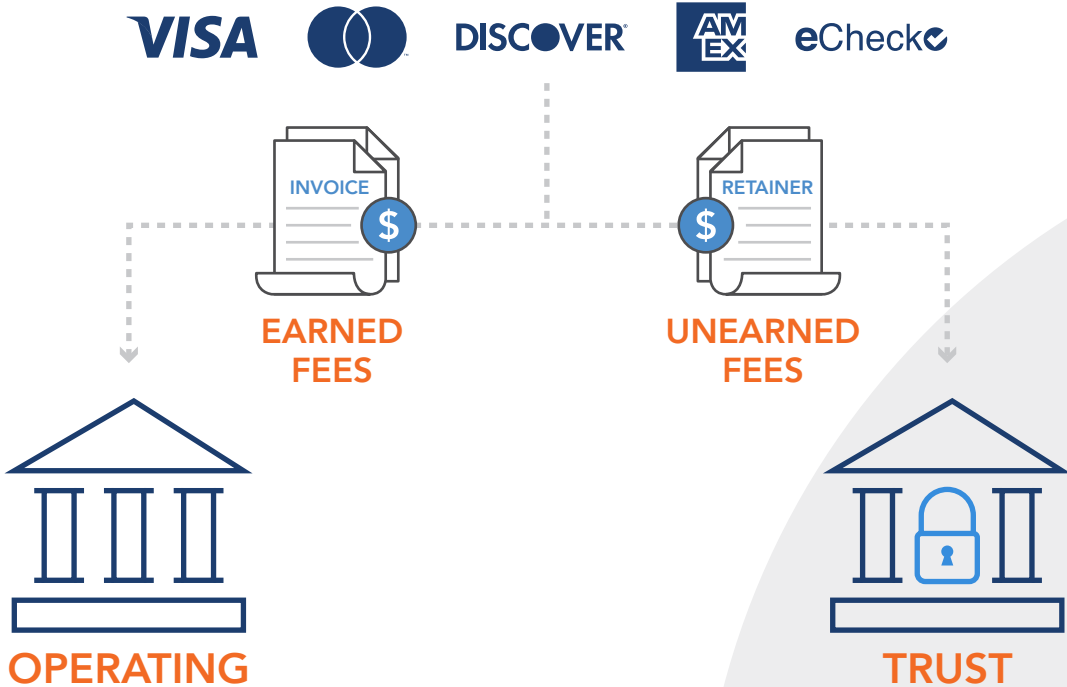 VISA DISCOVER® AM EX eCheck
INVOICE RETAINER
$ $
EARNED FEES
UNEARNED FEES
OPERATING TRUST